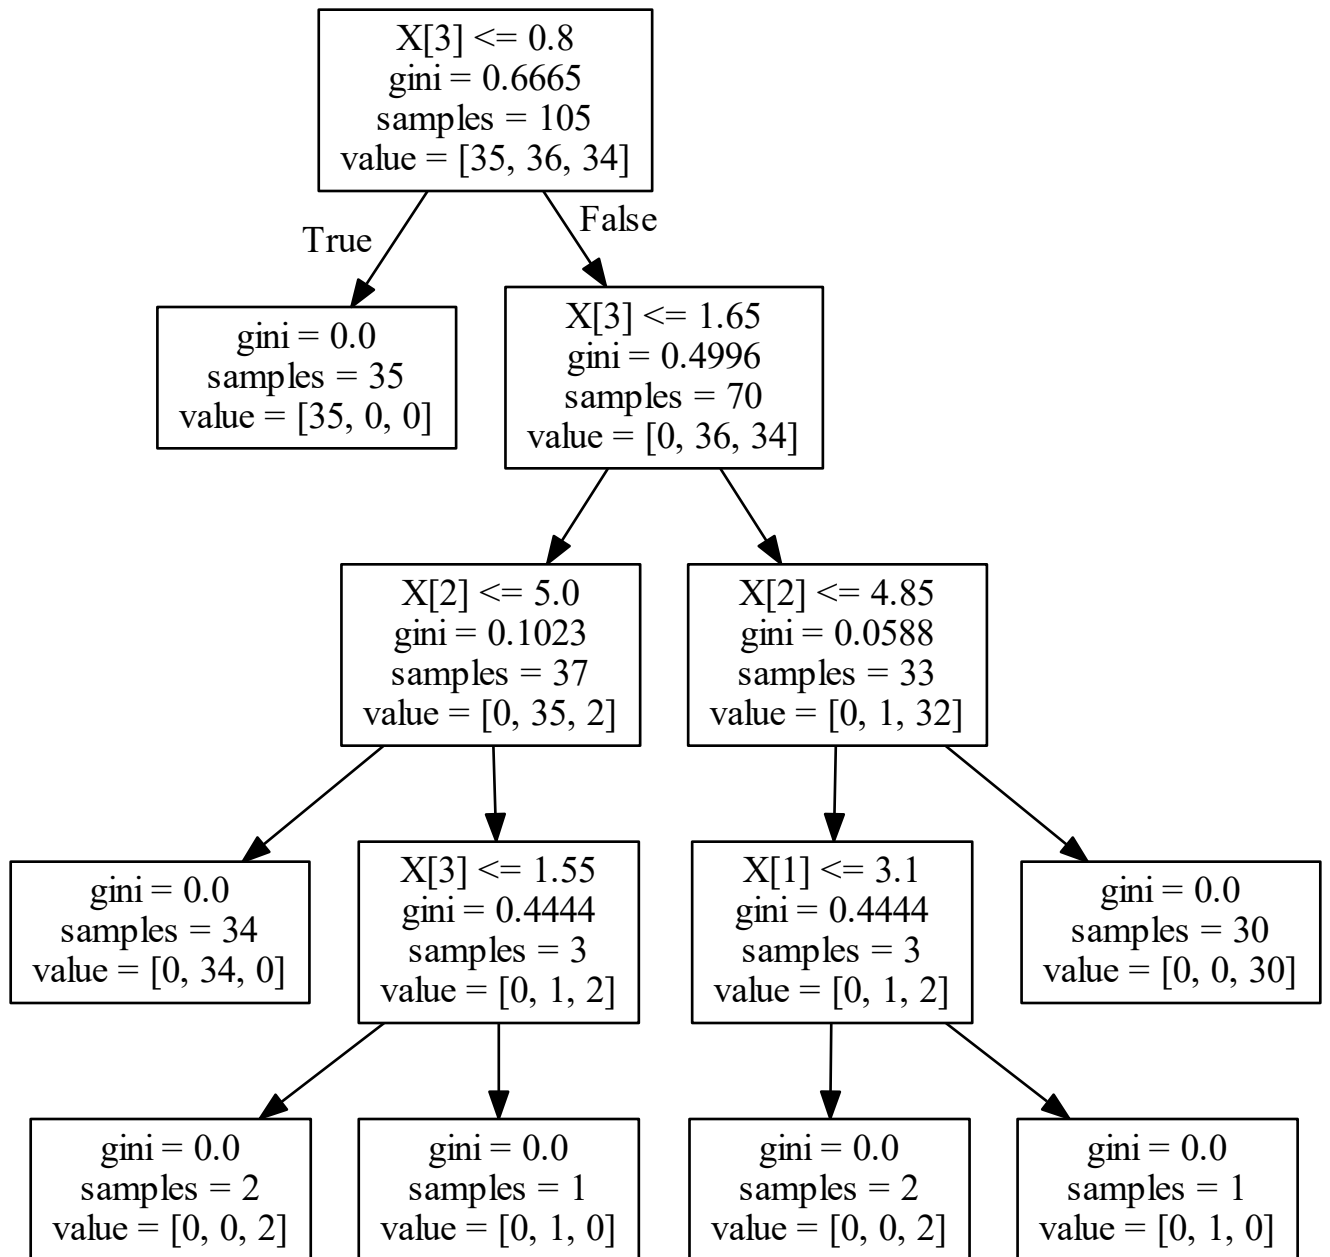 X[3] <= 0.8
gini = 0.6665
samples = 105
value = [35, 36, 34]
True
False
gini = 0.0
samples = 35
value = [35, 0, 0]
X[3] <= 1.65
gini = 0.4996
samples = 70
value = [0, 36, 34]
X[2] <= 5.0
gini = 0.1023
samples = 37
value = [0, 35, 2]
X[2] <= 4.85
gini = 0.0588
samples = 33
value = [0, 1, 32]
gini = 0.0
samples = 34
value = [0, 34, 0]
X[3] <= 1.55
gini = 0.4444
samples = 3
value = [0, 1, 2]
X[1] <= 3.1
gini = 0.4444
samples = 3
value = [0, 1, 2]
gini = 0.0
samples = 30
value = [0, 0, 30]
gini = 0.0
samples = 2
value = [0, 0, 2]
gini = 0.0
samples = 1
value = [0, 1, 0]
gini = 0.0
samples = 2
value = [0, 0, 2]
gini = 0.0
samples = 1
value = [0, 1, 0]